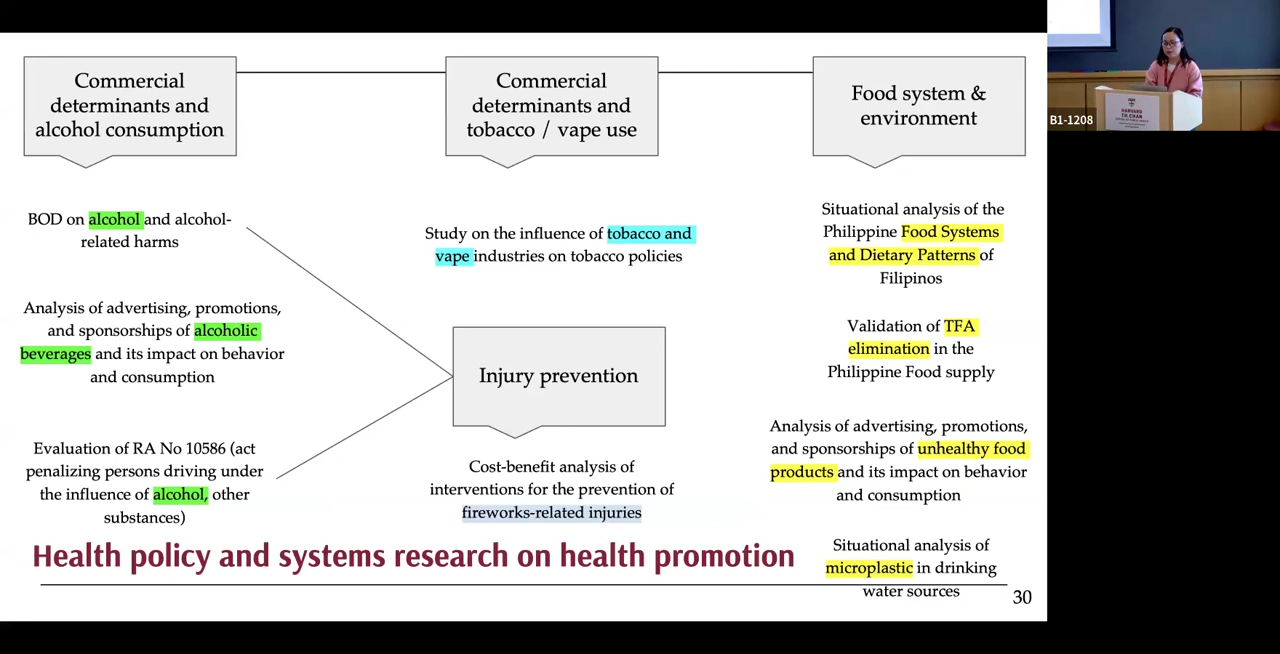 Commercial
determinants and
alcohol consumption
Commercial
determinants and
tobacco / vape use
Food system &
environment
BOD on alcohol and alcohol-
related harms
Analysis of advertising, promotions,
and sponsorships of alcoholic
beverages and its impact on behavior
and consumption
Evaluation of RA No 10586 (act
penalizing persons driving under
the influence of alcohol, other
substances)
Study on the influence of tobacco and
vape industries on tobacco policies
Injury prevention
Cost-benefit analysis of
interventions for the prevention of
fireworks-related injuries
Situational analysis of the
Philippine Food Systems
and Dietary Patterns of
Filipinos
Validation of TFA
elimination in the
Philippine Food supply
Analysis of advertising, promotions,
and sponsorships of unhealthy food
products and its impact on behavior
and consumption
Situational analysis of
microplastic in drinking
water sources
Health policy and systems research on health promotion
30
B1-1208
HARVARD
T.H. CHAN